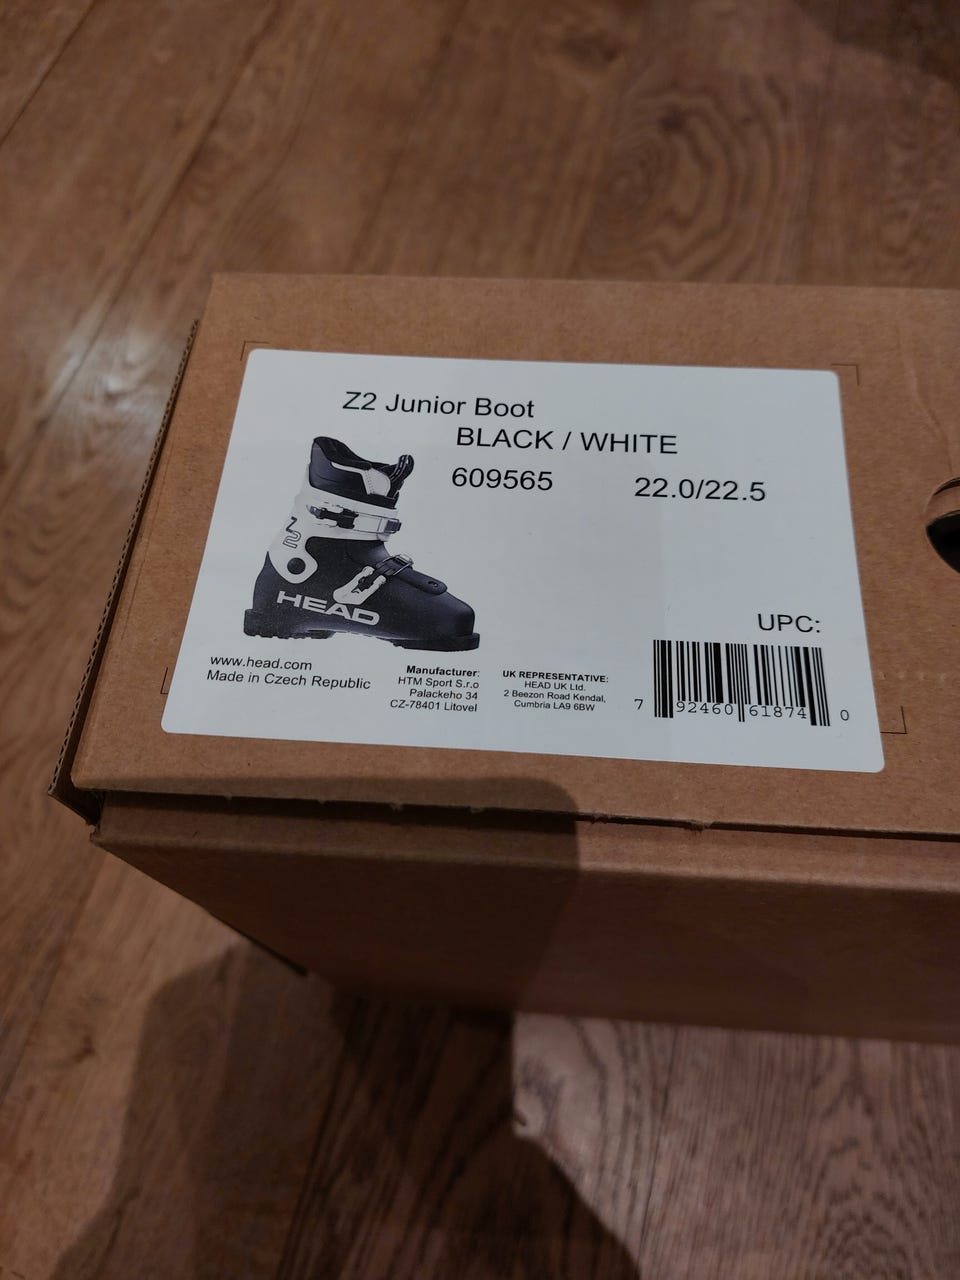 Z2 Junior Boot
BLACK / WHITE
609565 22.0/22.5
Z2
HEAD
UPC:
www.head.com
Made in Czech Republic
Manufacturer:
HTM Sport S.r.o
Palackeho 34
CZ-78401 Litovel
UK REPRESENTATIVE:
HEAD UK Ltd.
2 Beezon Road Kendal,
Cumbria LA9 6BW
7 92460 61874 0